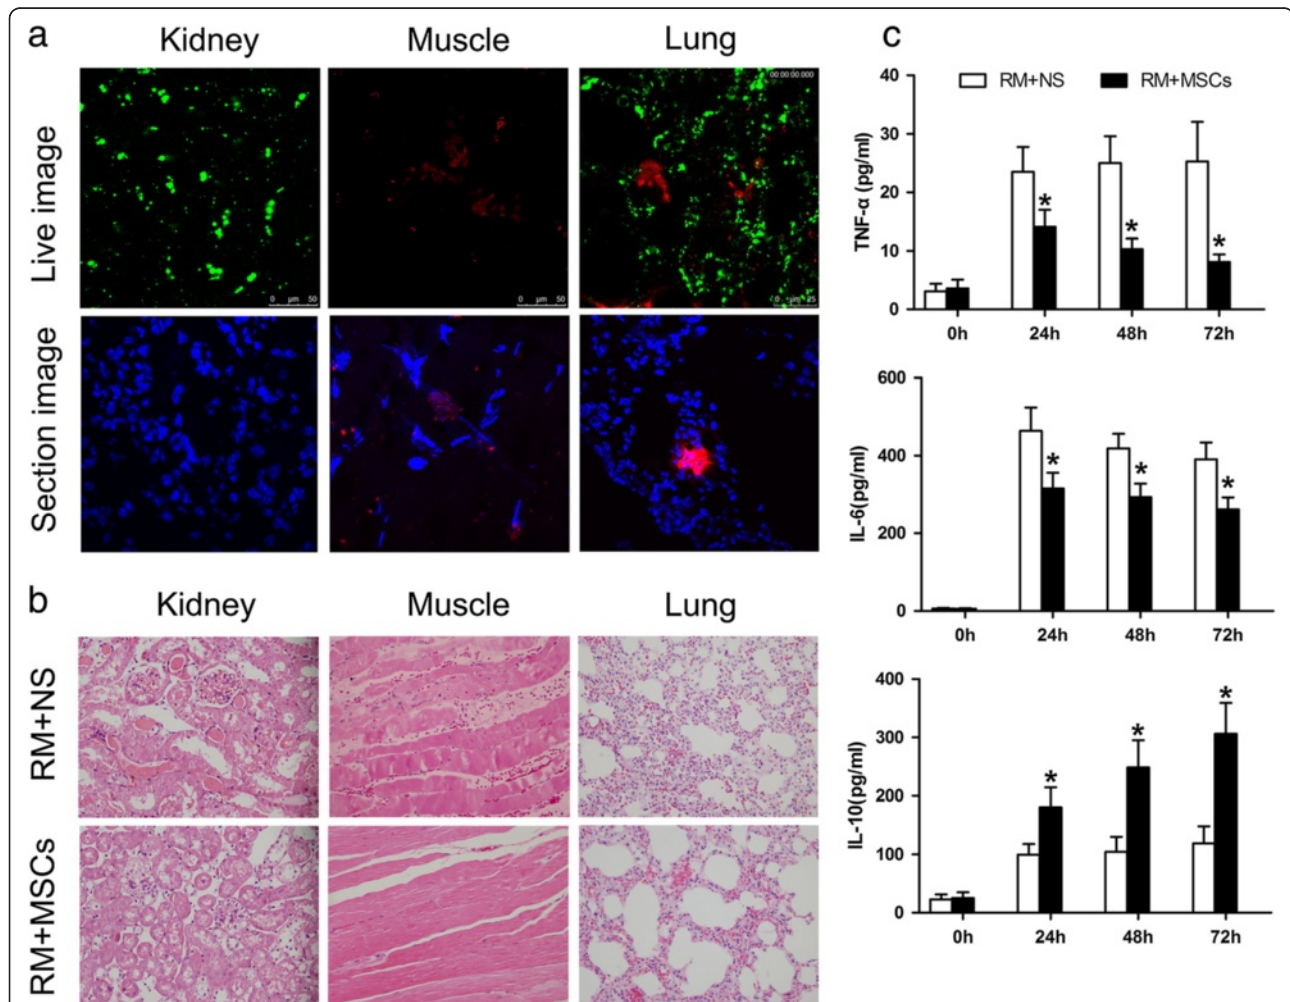 a
Kidney Muscle Lung
Live image
00:00:00.000
0 µm 50
0 µm 50
0 µm 25
Section image
b
Kidney Muscle Lung
RM+NS
RM+MSCs
c
RM+NS RM+MSCs
TNF-α (pg/ml)
40
30
20
10
0
* * *
0h 24h 48h 72h
IL-6(pg/ml)
600
400
200
0
* * *
0h 24h 48h 72h
IL-10(pg/ml)
400
300
200
100
0
* * *
0h 24h 48h 72h